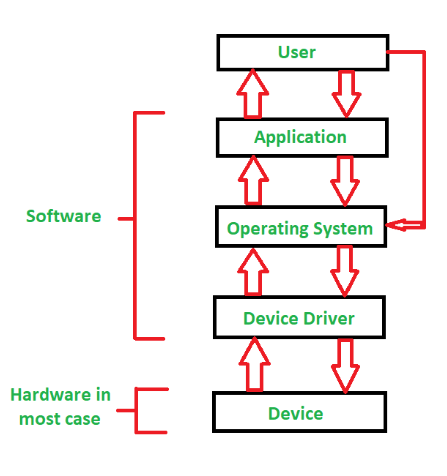 User
Application
Software
Operating System
Device Driver
Hardware in
most case
Device